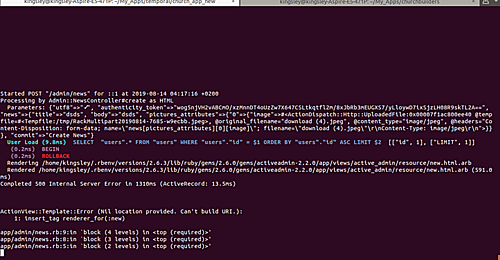 kingsley@kingsley-Aspire-E5-471P: ~/My_Apps/temporal/church_app_new
kingsley@kingsley-Aspire-E5-471P: ~/My_Apps/churchbuilders
Started POST "/admin/news" for ::1 at 2019-08-14 04:17:16 +0200
Processing by Admin::NewsController#create as HTML
Parameters: {"utf8"=>"✓", "authenticity_token"=>
"news"=>{"title"=>"dsds", "body"=>"dsds", "pictures_attributes"=>{"0"=>{"image"=>#<ActionDispatch::Http::UploadedFile:0x00007f1ac800ee40 @temp
file=#<Tempfile:/tmp/RackMultipart20190814-7685->, @original_filename="download (4).jpeg", @content_type="image/jpeg", @headers="Co
ntent-Disposition: form-data; name=\"news[pictures_attributes][0][image]\"; filename=\"download (4).jpeg\"\r\nContent-Type: image/jpeg\r\n">}}
}, "commit"=>"Create News"}
User Load (9.8ms) SELECT "users".* FROM "users" WHERE "users"."id" = $1 ORDER BY "users"."id" ASC LIMIT $2 [["id", 1], ["LIMIT", 1]]
(0.2ms) BEGIN
(0.2ms) ROLLBACK
Rendering /home/kingsley/.rbenv/versions/2.6.3/lib/ruby/gems/2.6.0/gems/activeadmin-2.2.0/app/views/active_admin/resource/new.html.arb
Rendered /home/kingsley/.rbenv/versions/2.6.3/lib/ruby/gems/2.6.0/gems/activeadmin-2.2.0/app/views/active_admin/resource/new.html.arb (591.0
ms)
Completed 500 Internal Server Error in 1310ms (ActiveRecord: 13.5ms)
ActionView::Template::Error (Nil location provided. Can't build URI.):
1: insert_tag renderer_for(:new)
app/admin/news.rb:9:in `block (4 levels) in <top (required)>'
app/admin/news.rb:8:in `block (3 levels) in <top (required)>'
app/admin/news.rb:5:in `block (2 levels) in <top (required)>'